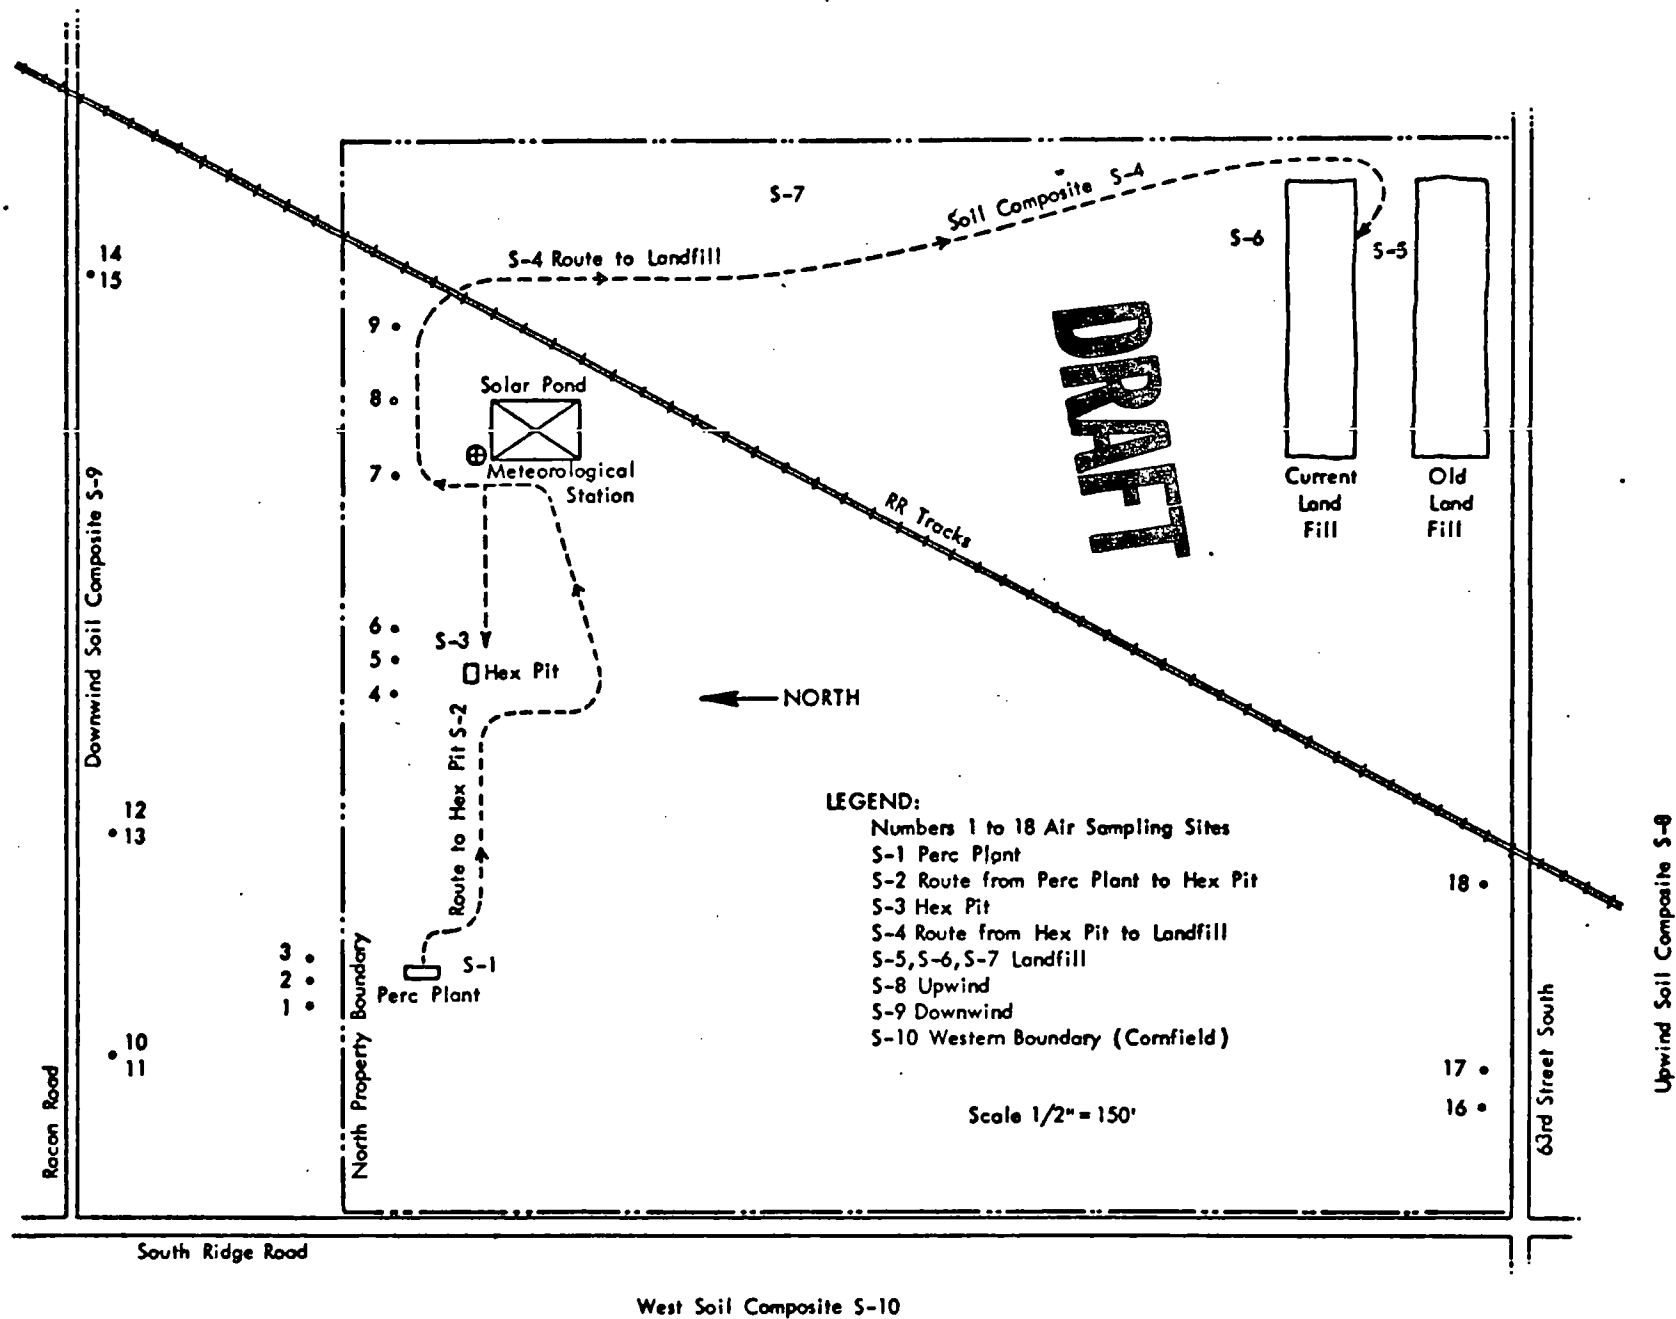 S-7
Soil Composite S-4
S-6
S-5
S-4 Route to Landfill
14
15
9
8
7
Solar Pond
Meteorological
Station
DRAFT
Current
Land
Fill
Old
Land
Fill
RR Tracks
Downwind Soil Composite S-9
6
5
4
S-3
Hex Pit
NORTH
Route to Hex Pit S-2
12
13
LEGEND:
Numbers 1 to 18 Air Sampling Sites
S-1 Perc Plant
S-2 Route from Perc Plant to Hex Pit
S-3 Hex Pit
S-4 Route from Hex Pit to Landfill
S-5, S-6, S-7 Landfill
S-8 Upwind
S-9 Downwind
S-10 Western Boundary (Cornfield)
Scale 1/2" = 150'
18
17
16
3
2
1
S-1
Perc Plant
North Property Boundary
10
11
Racon Road
63rd Street South
Upwind Soil Composite S-8
South Ridge Road
West Soil Composite S-10